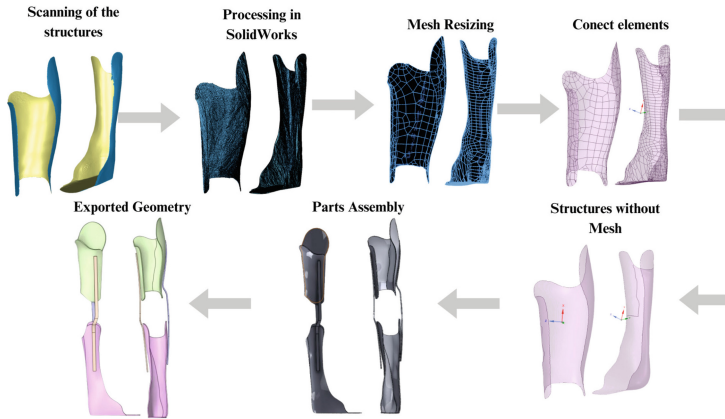 Scanning of the
structures
Processing in
SolidWorks
Mesh Resizing
Conect elements
Exported Geometry
Parts Assembly
Structures without
Mesh